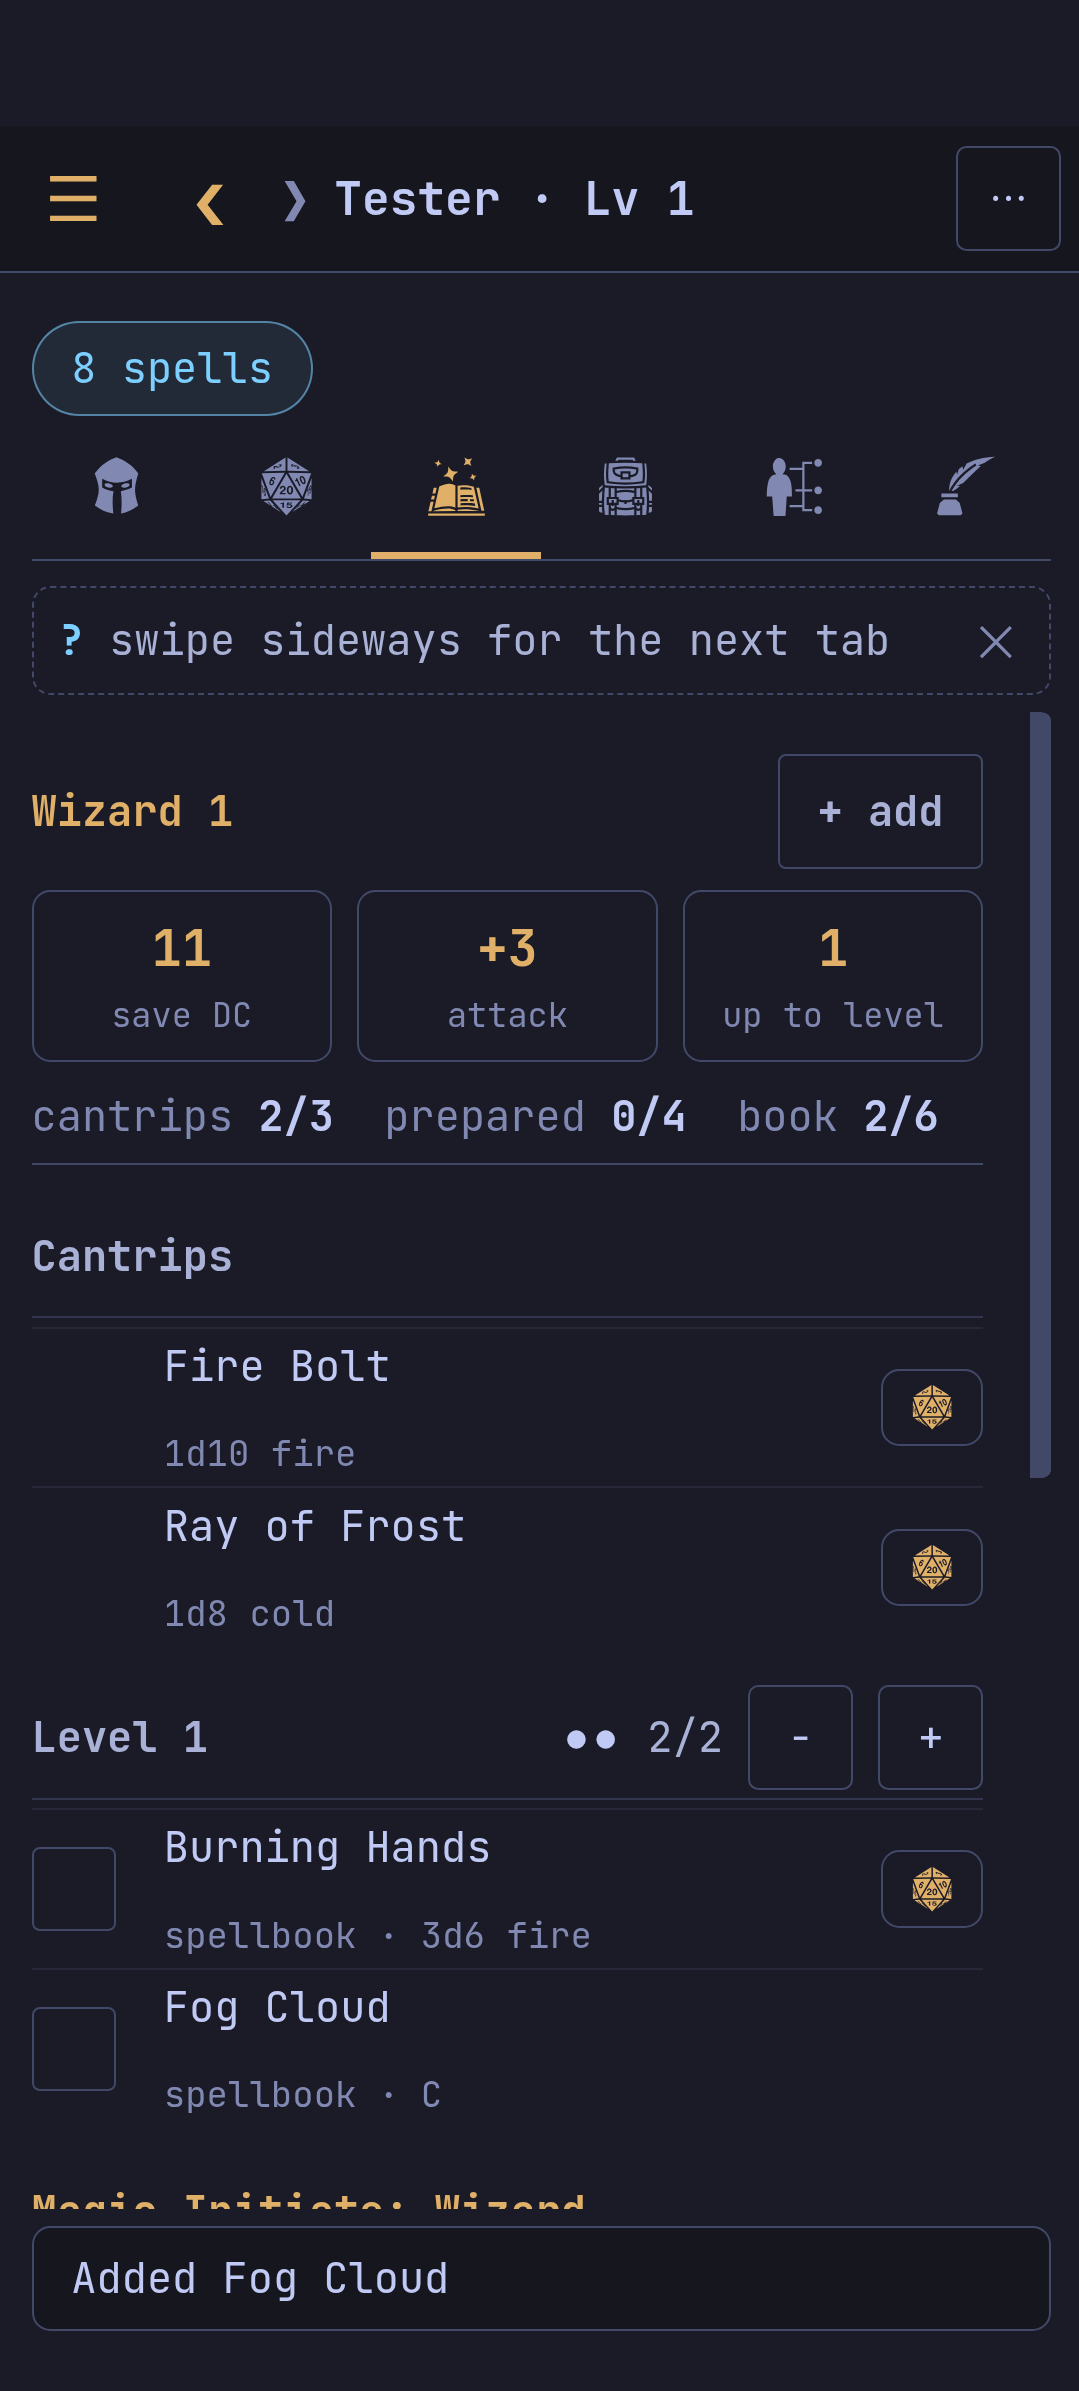 ☰ ❮ ❯ Tester · Lv 1 ...
8 spells
? swipe sideways for the next tab ×
Wizard 1 + add
11 +3 1
save DC attack up to level
cantrips 2/3 prepared 0/4 book 2/6
Cantrips
Fire Bolt
1d10 fire
Ray of Frost
1d8 cold
Level 1 ●● 2/2 - +
Burning Hands
spellbook · 3d6 fire
Fog Cloud
spellbook · C
Magic Initiate: Wizard
Added Fog Cloud